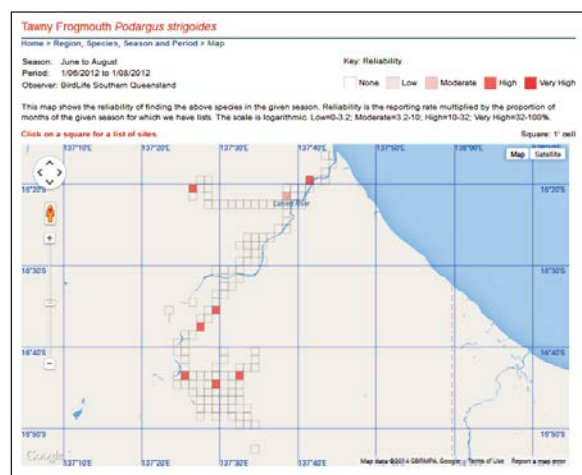 Tawny Frogmouth Podargus strigoides
Home > Region, Species, Season and Period > Map
Season: June to August
Period: 1/06/2012 to 1/08/2012
Observer: BirdLife Southern Queensland
Key: Reliability
None Low Moderate High Very High
This map shows the reliability of finding the above species in the given season. Reliability is the reporting rate multiplied by the proportion of
months of the given season for which we have lists. The scale is logarithmic. Low=0-3.2; Moderate=3.2-10; High=10-32; Very High=32-100%.
Click on a square for a list of sites.
Square: 1' cell
137°10'E 137°20'E 137°30'E 137°40'E 137°50'E 138°00'E
Map Satellite
16°20'S 16°20'S
Calvert River
16°30'S 16°30'S
16°40'S 16°40'S
16°50'S 16°50'S
Google
137°10'E 137°20'E 137°30'E 137°40'E
Map data ©2014 GBRMPA, Google Terms of Use Report a map error